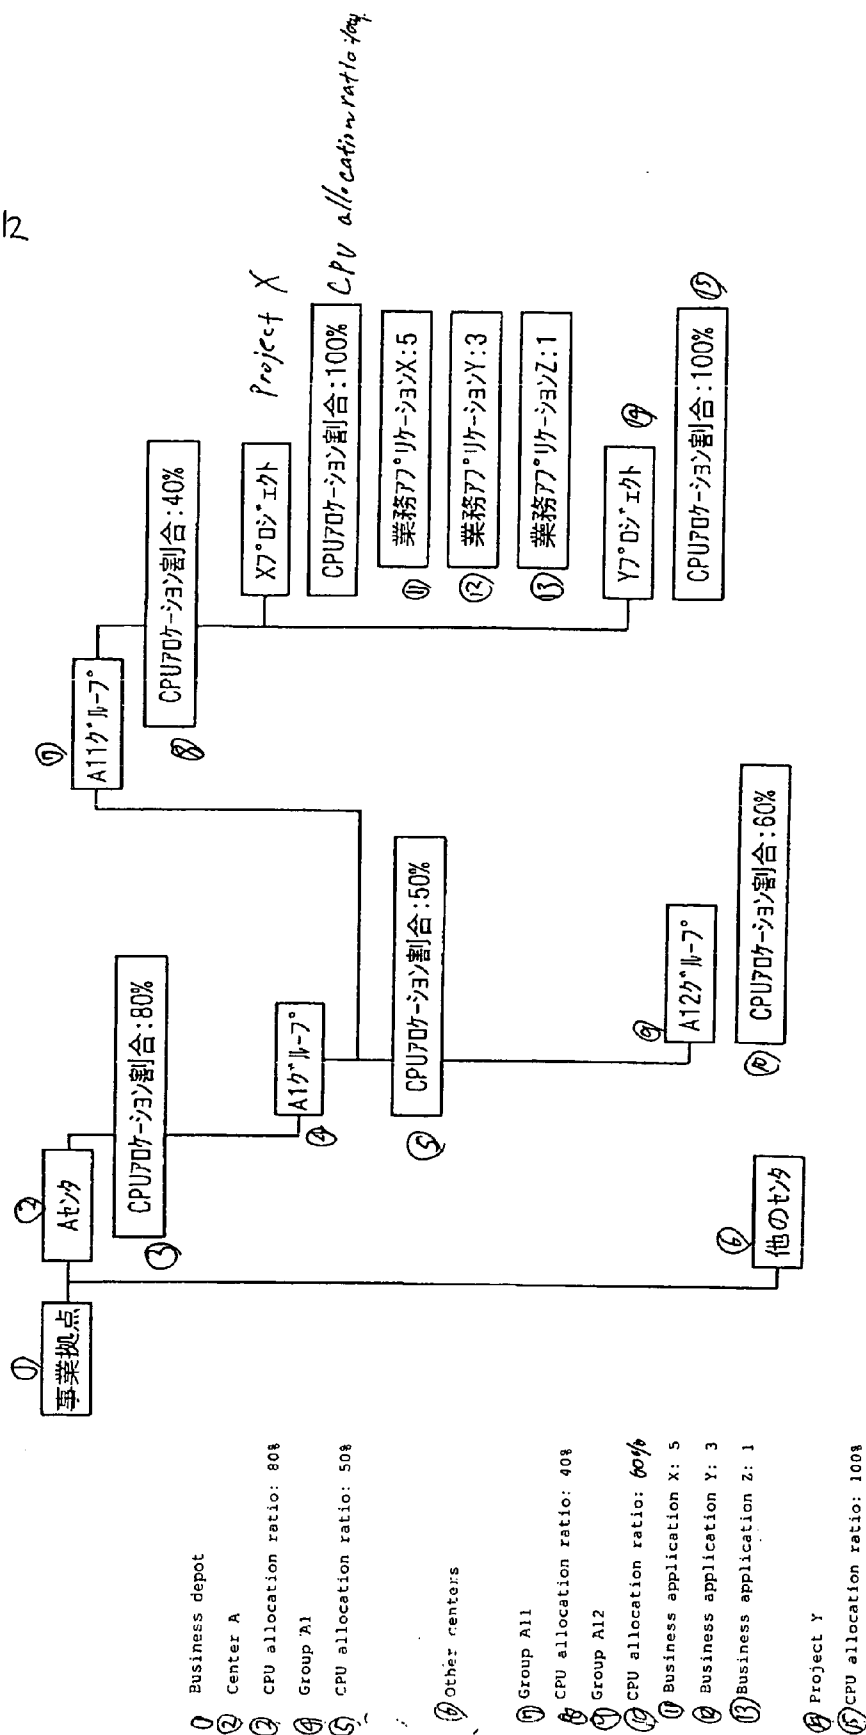 12
① 事業拠点
② Aセンタ
③ CPUアロケーション割合:80%
④ A1グループ
⑤ CPUアロケーション割合:50%
⑥ 他のセンタ
⑦ A11グループ
⑧ CPUアロケーション割合:40%
⑨ A12グループ
⑩ CPUアロケーション割合:60%
Xプロジェクト Project X
CPUアロケーション割合:100% CPU allocation ratio
⑪ 業務アプリケーションX:5
⑫ 業務アプリケーションY:3
⑬ 業務アプリケーションZ:1
Yプロジェクト ⑭
CPUアロケーション割合:100% ⑮
① Business depot
② Center A
③ CPU allocation ratio: 80%
④ Group A1
⑤ CPU allocation ratio: 50%
⑥ Other centers
⑦ Group A11
⑧ CPU allocation ratio: 40%
⑨ Group A12
⑩ CPU allocation ratio: 60%
⑪ Business application X: 5
⑫ Business application Y: 3
⑬ Business application Z: 1
⑭ Project Y
⑮ CPU allocation ratio: 100%